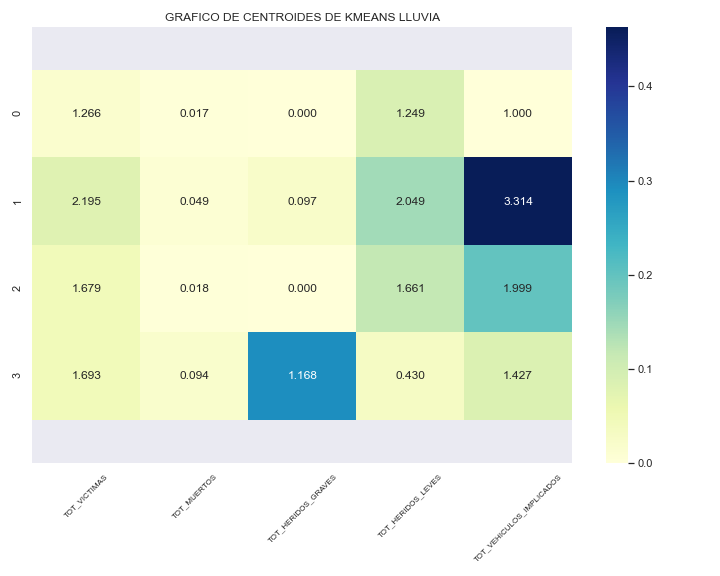 GRAFICO DE CENTROIDES DE KMEANS LLUVIA
0 1.266 0.017 0.000 1.249 1.000
1 2.195 0.049 0.097 2.049 3.314
2 1.679 0.018 0.000 1.661 1.999
3 1.693 0.094 1.168 0.430 1.427
TOT_VICTIMAS TOT_MUERTOS TOT_HERIDOS_GRAVES TOT_HERIDOS_LEVES TOT_VEHICULOS_IMPLICADOS
0.4
0.3
0.2
0.1
0.0